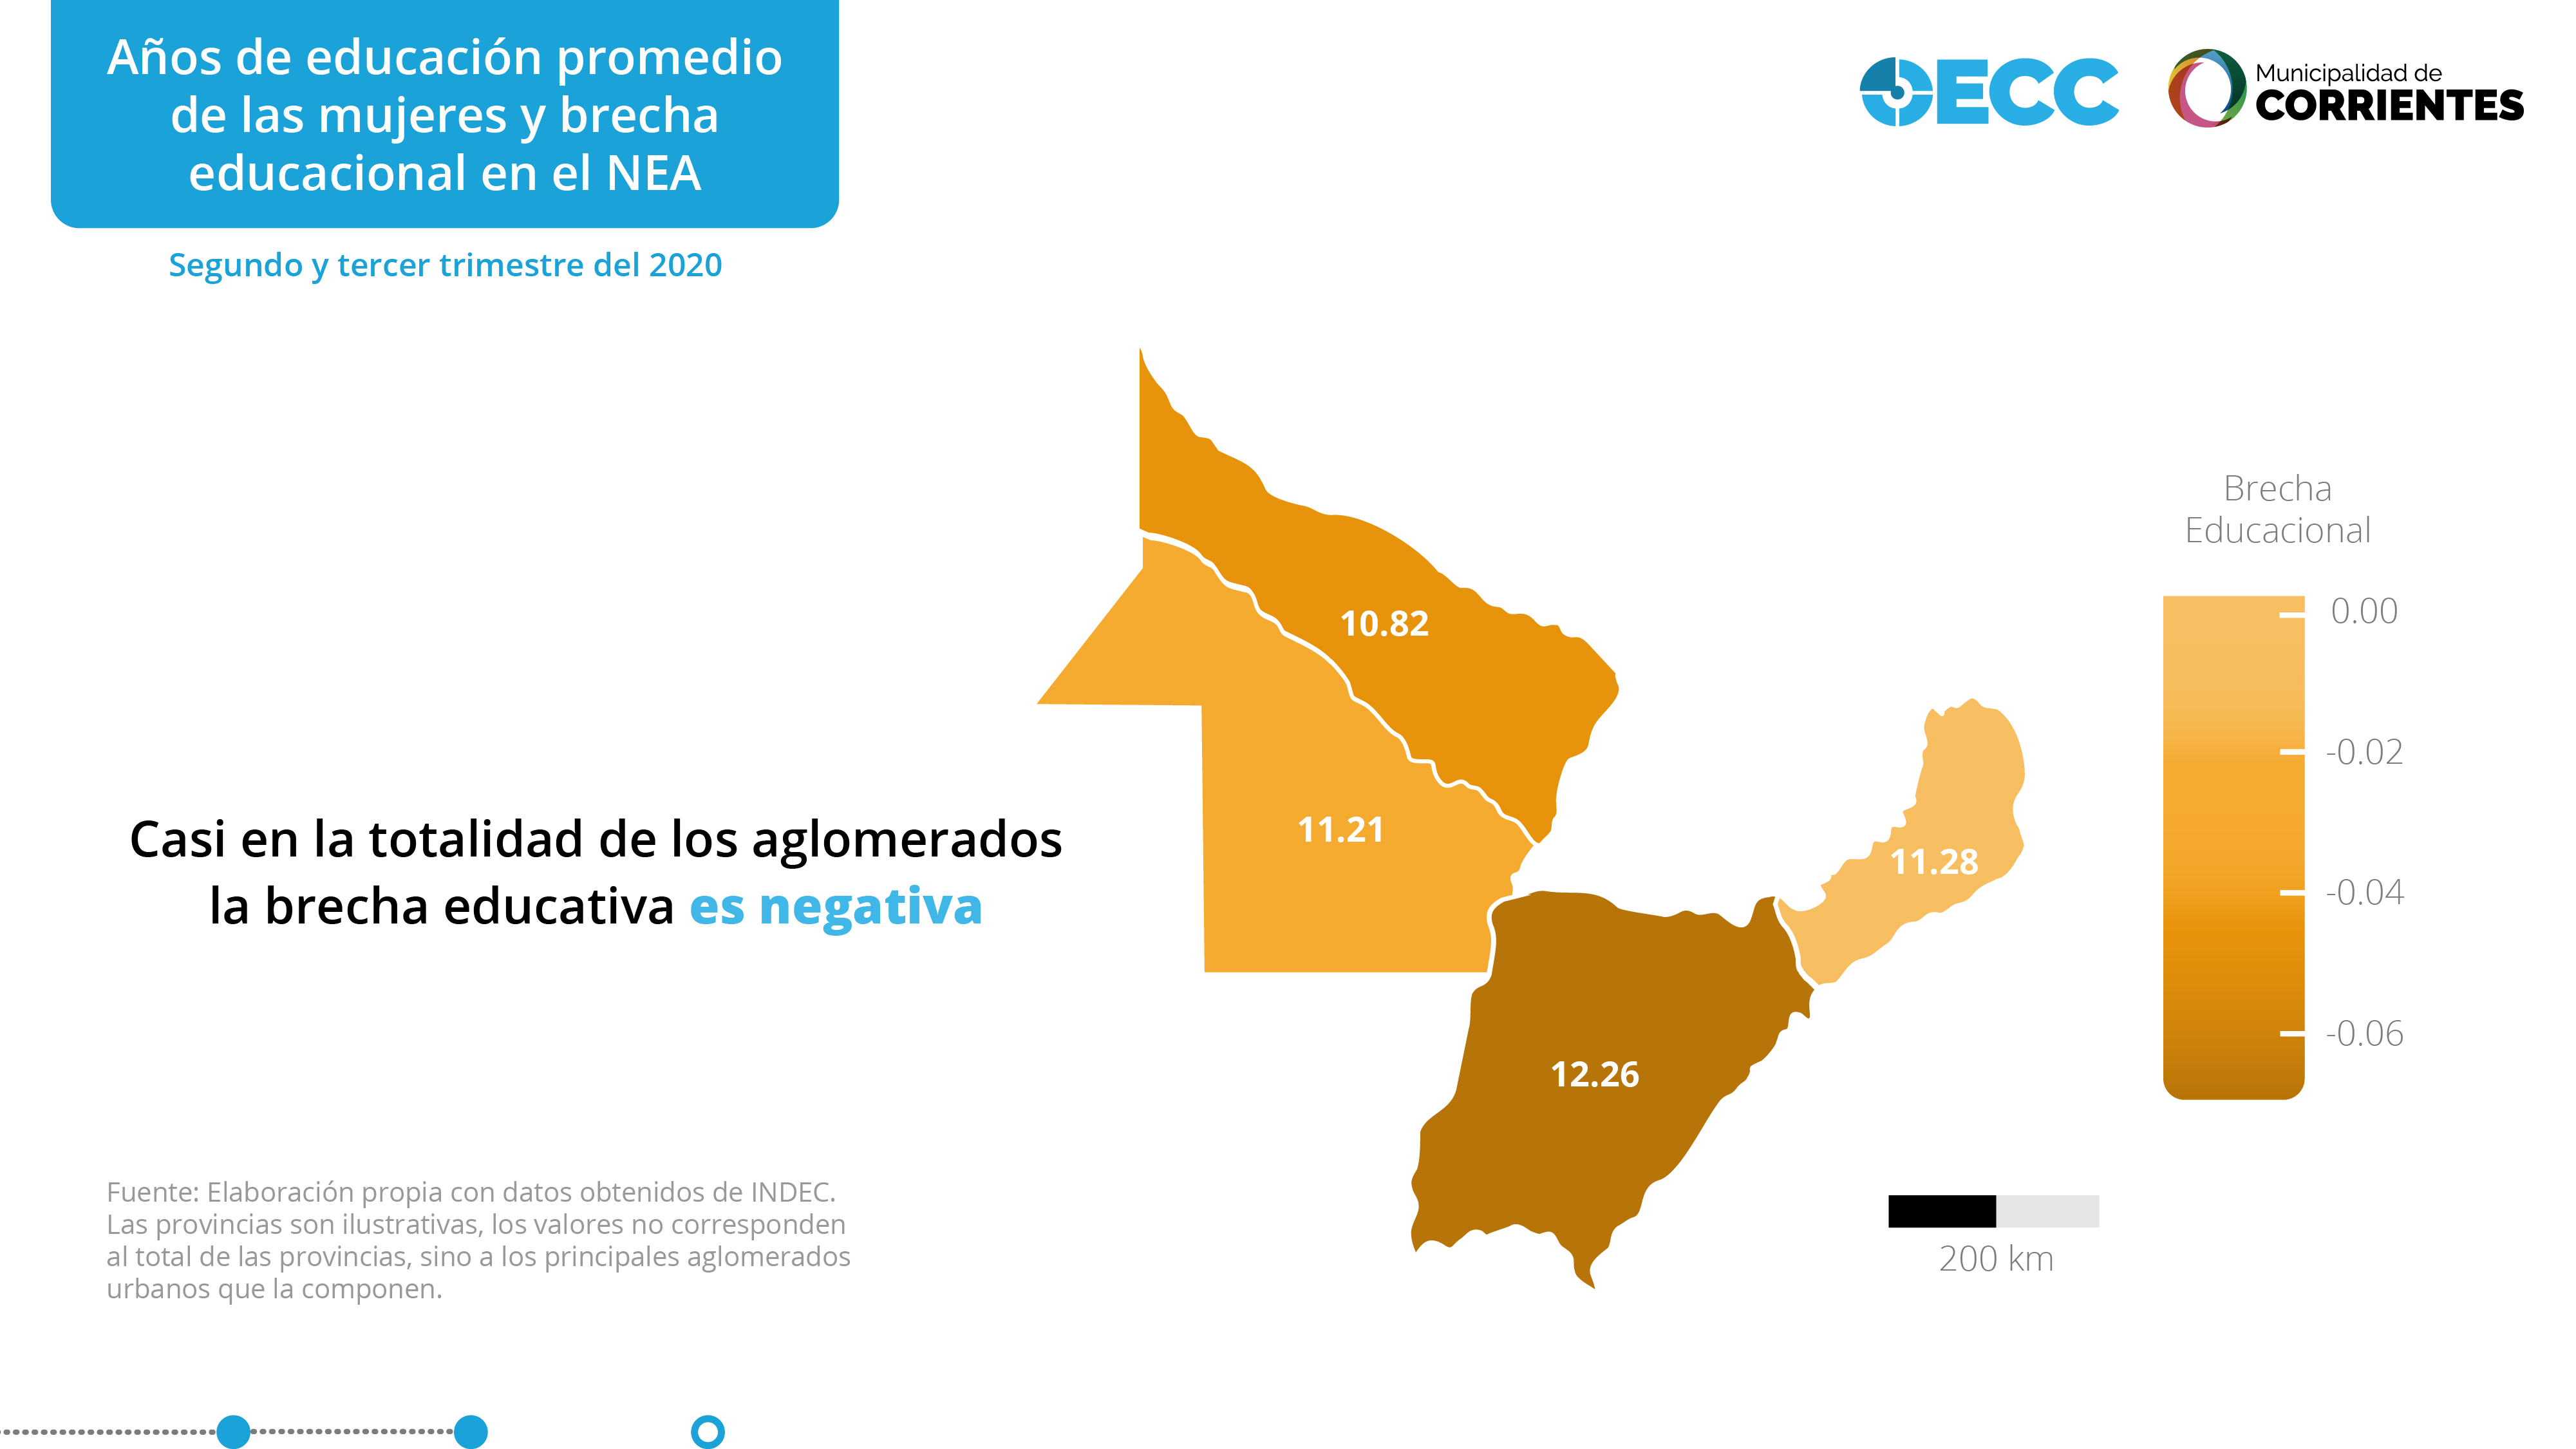 Años de educación promedio
de las mujeres y brecha
educacional en el NEA
Segundo y tercer trimestre del 2020
OECC
Municipalidad de
CORRIENTES
Brecha
Educacional
0.00
-0.02
-0.04
-0.06
10.82
11.21
11.28
12.26
Casi en la totalidad de los aglomerados
la brecha educativa es negativa
200 km
Fuente: Elaboración propia con datos obtenidos de INDEC.
Las provincias son ilustrativas, los valores no corresponden
al total de las provincias, sino a los principales aglomerados
urbanos que la componen.